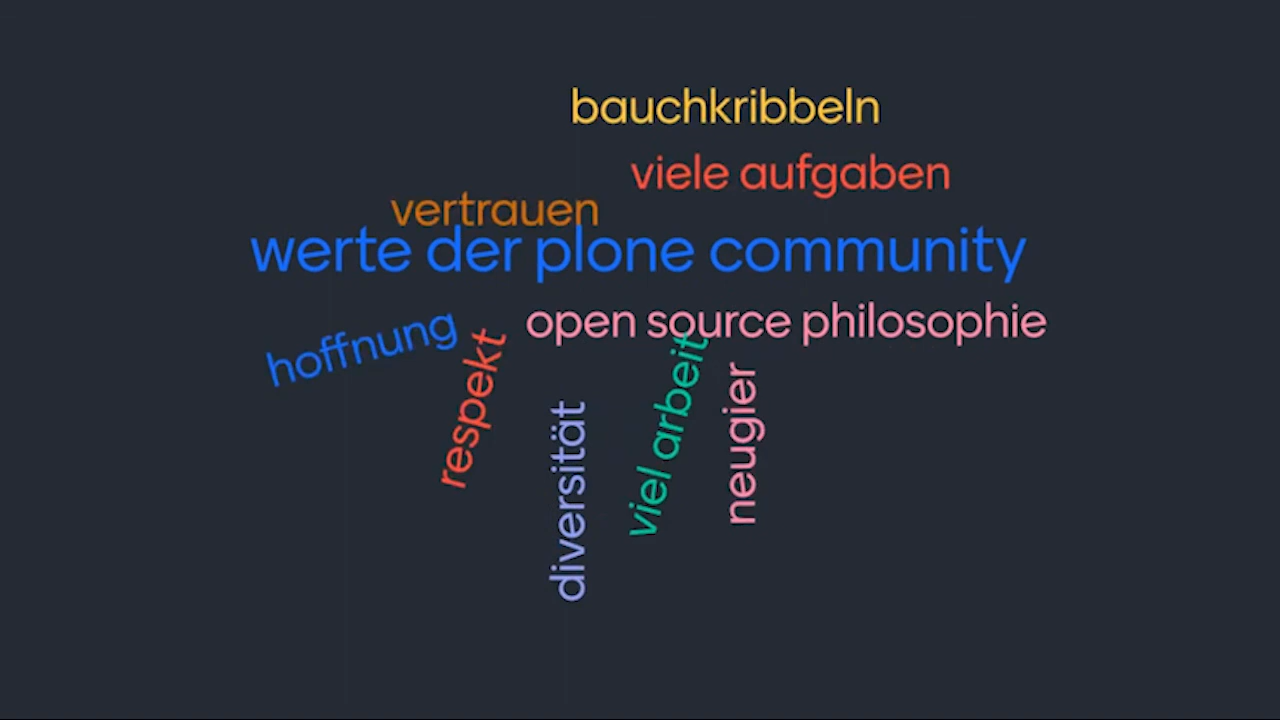 bauchkribbeln
viele aufgaben
vertrauen
werte der plone community
open source philosophie
hoffnung
respekt
diversität
viel arbeit
neugier